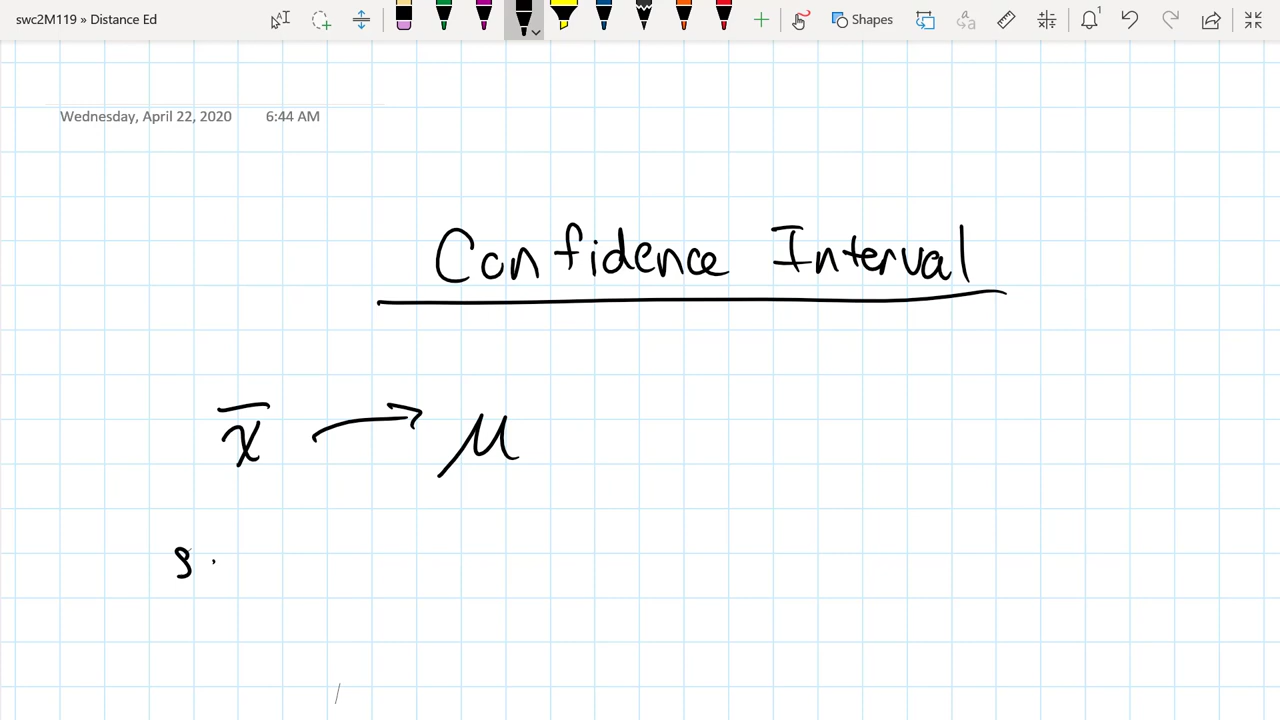 swc2M119 » Distance Ed
Shapes
Wednesday, April 22, 2020 6:44 AM
Confidence Interval
x̄ → μ
s